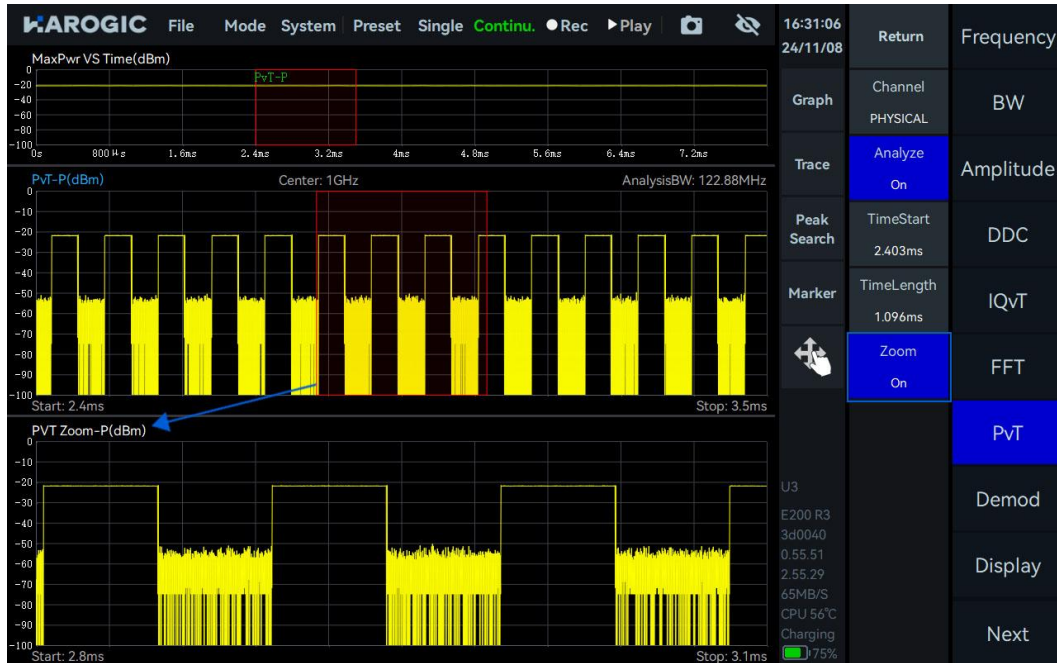 HAROGIC File Mode System Preset Single Continu. Rec Play
16:31:06
24/11/08
Return
Frequency
MaxPwr VS Time(dBm)
PvT-P
0
-20
-40
-60
-80
-100
0s 800μs 1.6ms 2.4ms 3.2ms 4ms 4.8ms 5.6ms 6.4ms 7.2ms
PvT-P(dBm) Center: 1GHz AnalysisBW: 122.88MHz
0
-10
-20
-30
-40
-50
-60
-70
-80
-90
-100
Start: 2.4ms Stop: 3.5ms
PVT Zoom-P(dBm)
0
-10
-20
-30
-40
-50
-60
-70
-80
-90
-100
Start: 2.8ms Stop: 3.1ms
Graph
Trace
Peak
Search
Marker
U3
E200 R3
3d0040
0.55.51
2.55.29
65MB/S
CPU 56℃
Charging
75%
Channel
PHYSICAL
Analyze
On
TimeStart
2.403ms
TimeLength
1.096ms
Zoom
On
BW
Amplitude
DDC
IQvT
FFT
PvT
Demod
Display
Next